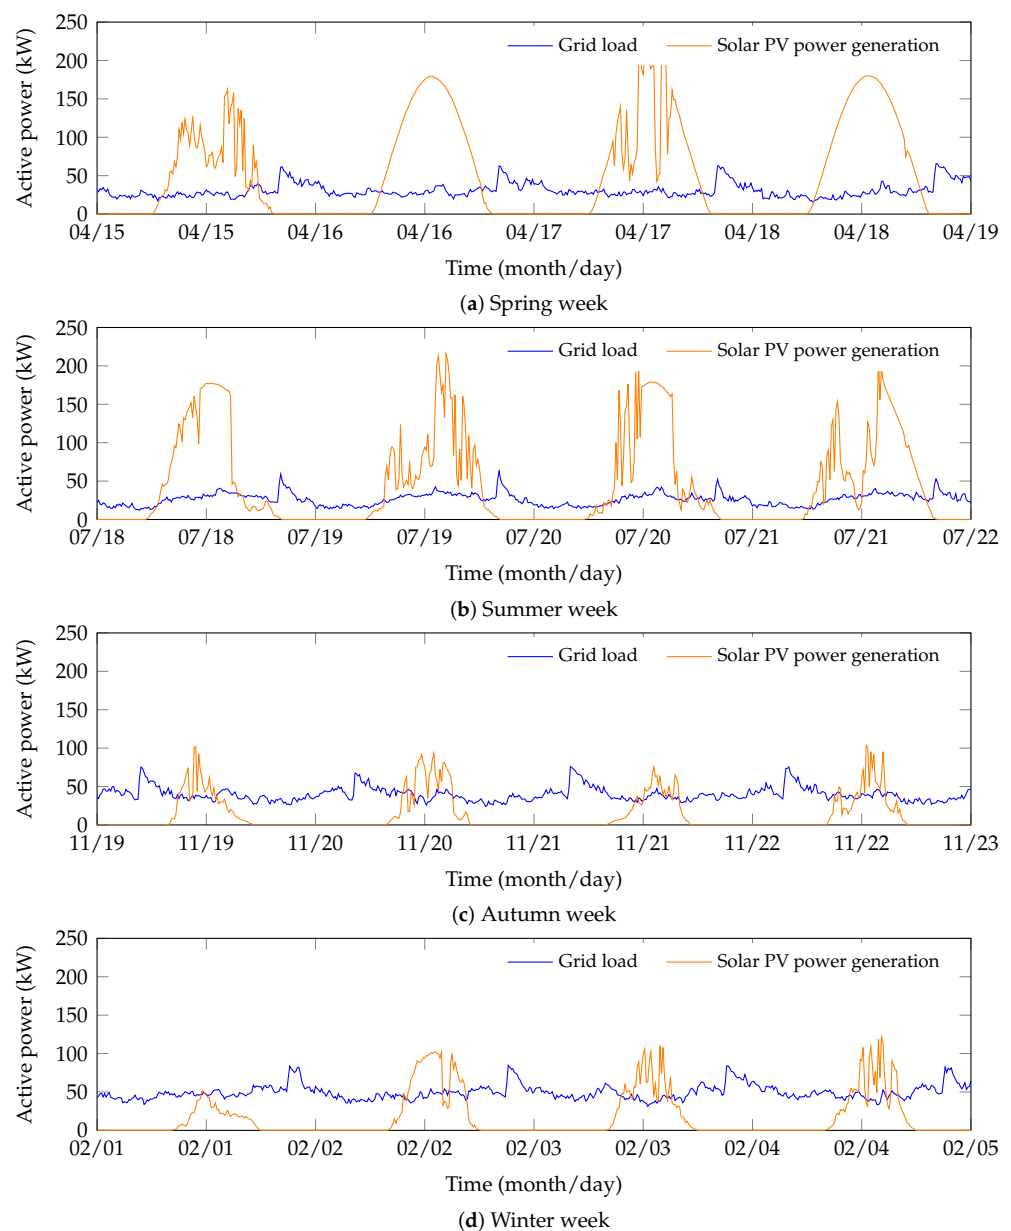 250
200
150
100
50
0
Active power (kW)
Grid load Solar PV power generation
04/15 04/15 04/16 04/16 04/17 04/17 04/18 04/18 04/19
Time (month/day)
(a) Spring week
250
200
150
100
50
0
Active power (kW)
Grid load Solar PV power generation
07/18 07/18 07/19 07/19 07/20 07/20 07/21 07/21 07/22
Time (month/day)
(b) Summer week
250
200
150
100
50
0
Active power (kW)
Grid load Solar PV power generation
11/19 11/19 11/20 11/20 11/21 11/21 11/22 11/22 11/23
Time (month/day)
(c) Autumn week
250
200
150
100
50
0
Active power (kW)
Grid load Solar PV power generation
02/01 02/01 02/02 02/02 02/03 02/03 02/04 02/04 02/05
Time (month/day)
(d) Winter week